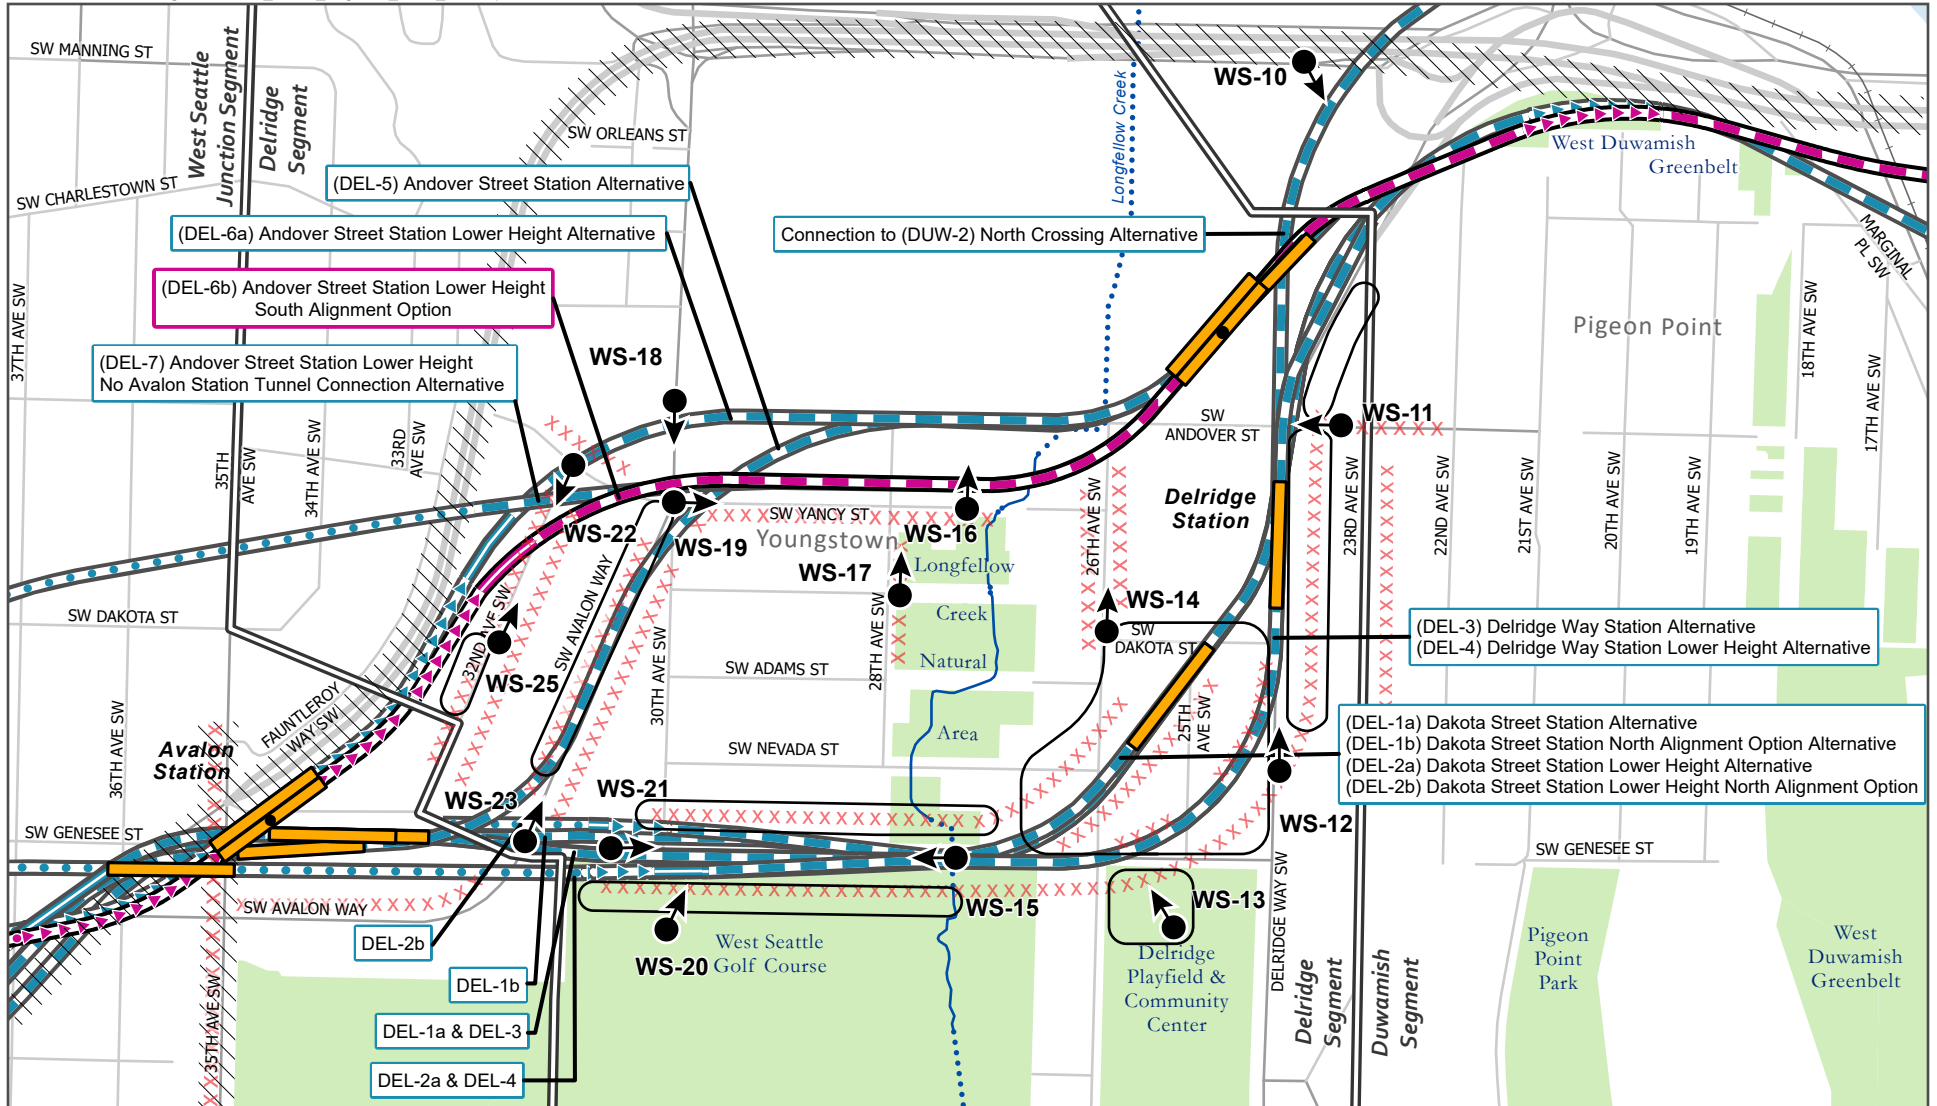 SW MANNING ST
West Seattle
Junction Segment
Delridge
Segment
SW ORLEANS ST
SW CHARLESTOWN ST
(DEL-5) Andover Street Station Alternative
(DEL-6a) Andover Street Station Lower Height Alternative
(DEL-6b) Andover Street Station Lower Height
South Alignment Option
(DEL-7) Andover Street Station Lower Height
No Avalon Station Tunnel Connection Alternative
Connection to (DUW-2) North Crossing Alternative
Longfellow Creek
WS-10
West Duwamish
Greenbelt
MARGINAL
PL SW
Pigeon Point
37TH AVE SW
35TH
AVE SW
34TH AVE SW
33RD
AVE SW
WS-18
SW
ANDOVER ST
WS-11
18TH AVE SW
17TH AVE SW
Delridge
Station
26TH AVE SW
23RD AVE SW
22ND AVE SW
21ST AVE SW
20TH AVE SW
19TH AVE SW
WS-22
WS-19
SW YANCY ST
Youngstown
WS-16
WS-17
Longfellow
Creek
Natural
Area
28TH AVE SW
WS-14
SW
DAKOTA ST
SW DAKOTA ST
32ND AVE SW
SW AVALON WAY
WS-25
30TH AVE SW
SW ADAMS ST
SW NEVADA ST
25TH
AVE SW
(DEL-3) Delridge Way Station Alternative
(DEL-4) Delridge Way Station Lower Height Alternative
(DEL-1a) Dakota Street Station Alternative
(DEL-1b) Dakota Street Station North Alignment Option Alternative
(DEL-2a) Dakota Street Station Lower Height Alternative
(DEL-2b) Dakota Street Station Lower Height North Alignment Option
36TH AVE SW
FAUNTLEROY
WAY SW
Avalon
Station
WS-23
WS-21
WS-12
SW GENESEE ST
SW GENESEE ST
SW AVALON WAY
WS-15
WS-13
WS-20
West Seattle
Golf Course
Delridge
Playfield &
Community
Center
DELRIDGE WAY SW
Delridge
Segment
Duwamish
Segment
Pigeon
Point
Park
West
Duwamish
Greenbelt
DEL-2b
DEL-1b
DEL-1a & DEL-3
DEL-2a & DEL-4
35TH AVE SW